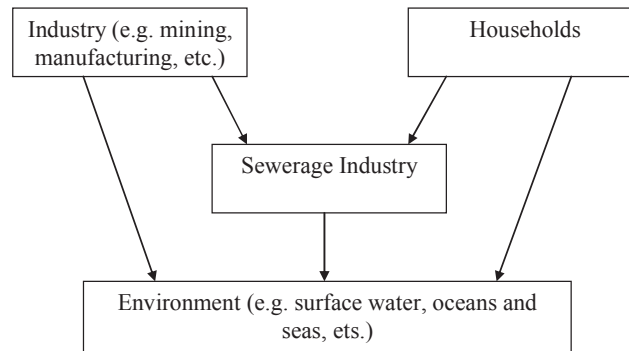 Industry (e.g. mining,
manufacturing, etc.)
Households
Sewerage Industry
Environment (e.g. surface water, oceans and
seas, ets.)